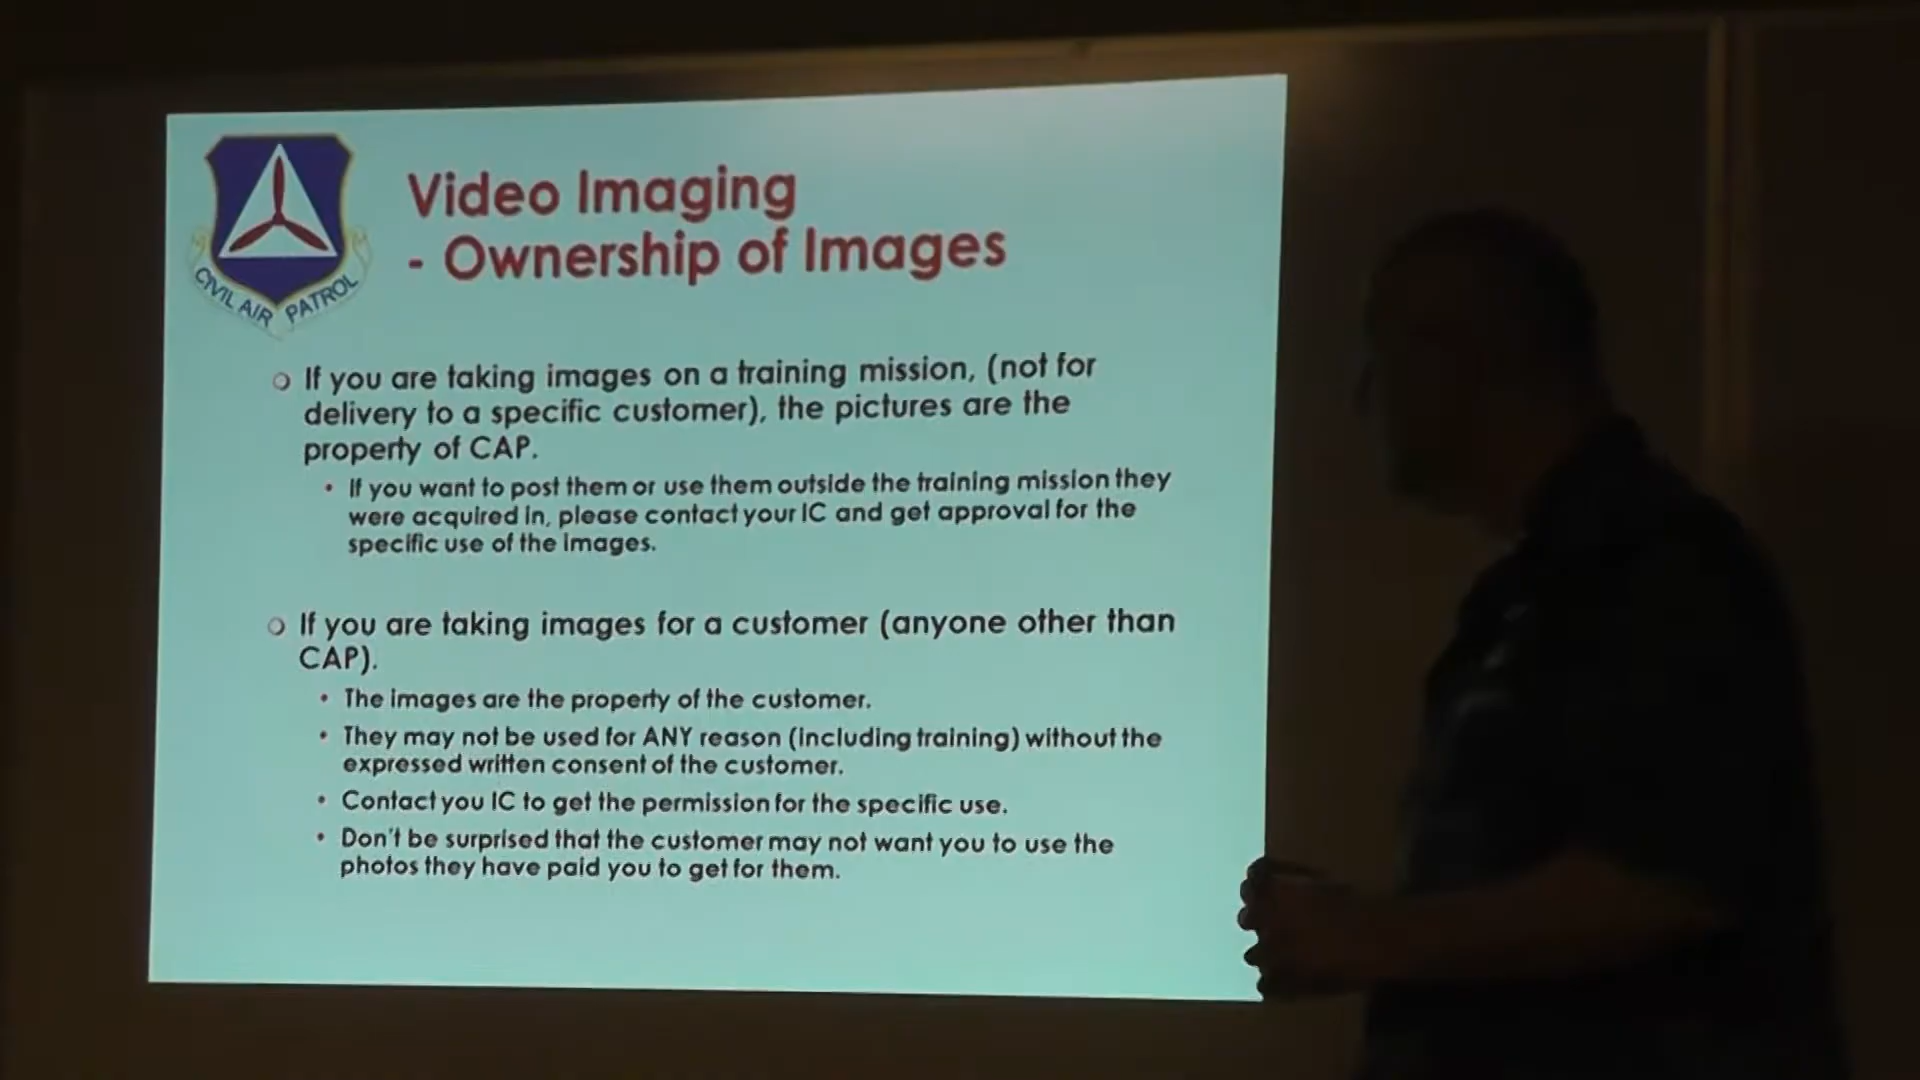 CIVIL AIR PATROL
Video Imaging
- Ownership of Images
If you are taking images on a training mission, (not for
delivery to a specific customer), the pictures are the
property of CAP.
• If you want to post them or use them outside the training mission they
were acquired in, please contact your IC and get approval for the
specific use of the images.
If you are taking images for a customer (anyone other than
CAP).
• The images are the property of the customer.
• They may not be used for ANY reason (including training) without the
expressed written consent of the customer.
• Contact you IC to get the permission for the specific use.
• Don't be surprised that the customer may not want you to use the
photos they have paid you to get for them.